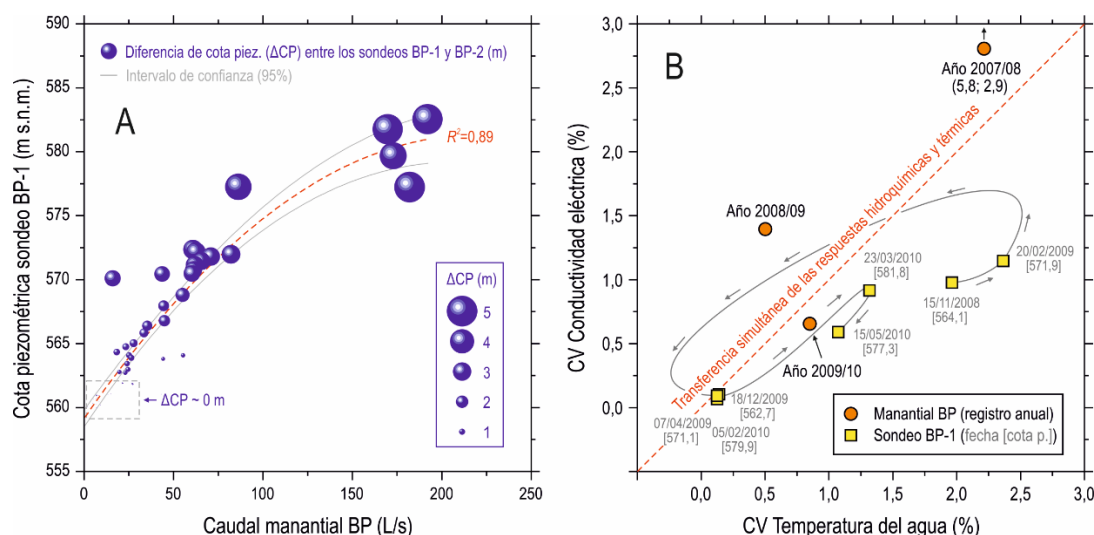 A
Diferencia de cota piez. (ΔCP) entre los sondeos BP-1 y BP-2 (m)
Intervalo de confianza (95%)
R²=0,89
ΔCP (m)
5
4
3
2
1
ΔCP ~ 0 m
Cota piezométrica sondeo BP-1 (m s.n.m.)
590
585
580
575
570
565
560
555
0
50
100
150
200
250
Caudal manantial BP (L/s)
B
Año 2007/08
(5,8; 2,9)
Año 2008/09
Transferencia simultánea de las respuestas hidroquímicas y térmicas
23/03/2010
[581,8]
20/02/2009
[571,9]
15/11/2008
[564,1]
15/05/2010
[577,3]
Año 2009/10
18/12/2009
[562,7]
07/04/2009
[571,1]
05/02/2010
[579,9]
Manantial BP (registro anual)
Sondeo BP-1 (fecha [cota p.])
CV Conductividad eléctrica (%)
3,0
2,5
2,0
1,5
1,0
0,5
0,0
0,0
0,5
1,0
1,5
2,0
2,5
3,0
CV Temperatura del agua (%)